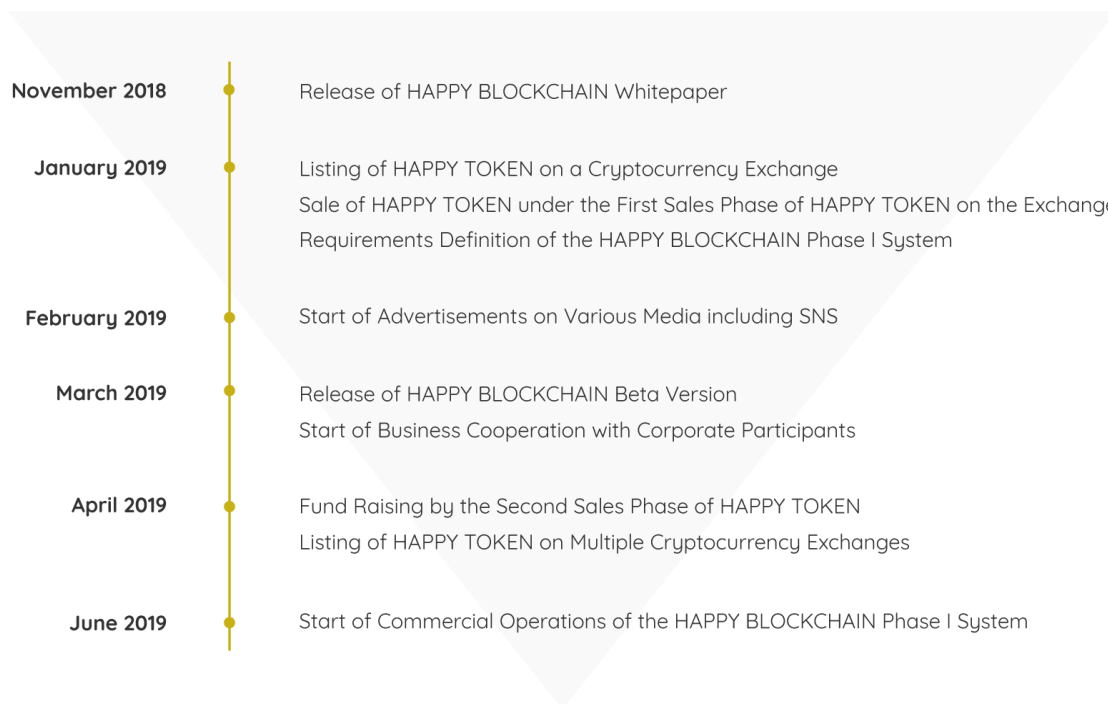 November 2018 Release of HAPPY BLOCKCHAIN Whitepaper
January 2019 Listing of HAPPY TOKEN on a Cryptocurrency Exchange
Sale of HAPPY TOKEN under the First Sales Phase of HAPPY TOKEN on the Exchange
Requirements Definition of the HAPPY BLOCKCHAIN Phase I System
February 2019 Start of Advertisements on Various Media including SNS
March 2019 Release of HAPPY BLOCKCHAIN Beta Version
Start of Business Cooperation with Corporate Participants
April 2019 Fund Raising by the Second Sales Phase of HAPPY TOKEN
Listing of HAPPY TOKEN on Multiple Cryptocurrency Exchanges
June 2019 Start of Commercial Operations of the HAPPY BLOCKCHAIN Phase I System